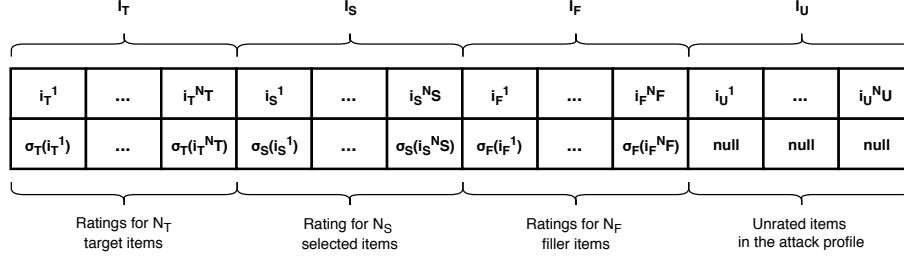 I_T I_S I_F I_U
i_T^1 ... i_T^N_T i_S^1 ... i_S^N_S i_F^1 ... i_F^N_F i_U^1 ... i_U^N_U
σ_T(i_T^1) ... σ_T(i_T^N_T) σ_S(i_S^1) ... σ_S(i_S^N_S) σ_F(i_F^1) ... σ_F(i_F^N_F) null null null
Ratings for N_T Rating for N_S Ratings for N_F Unrated items
target items selected items filler items in the attack profile